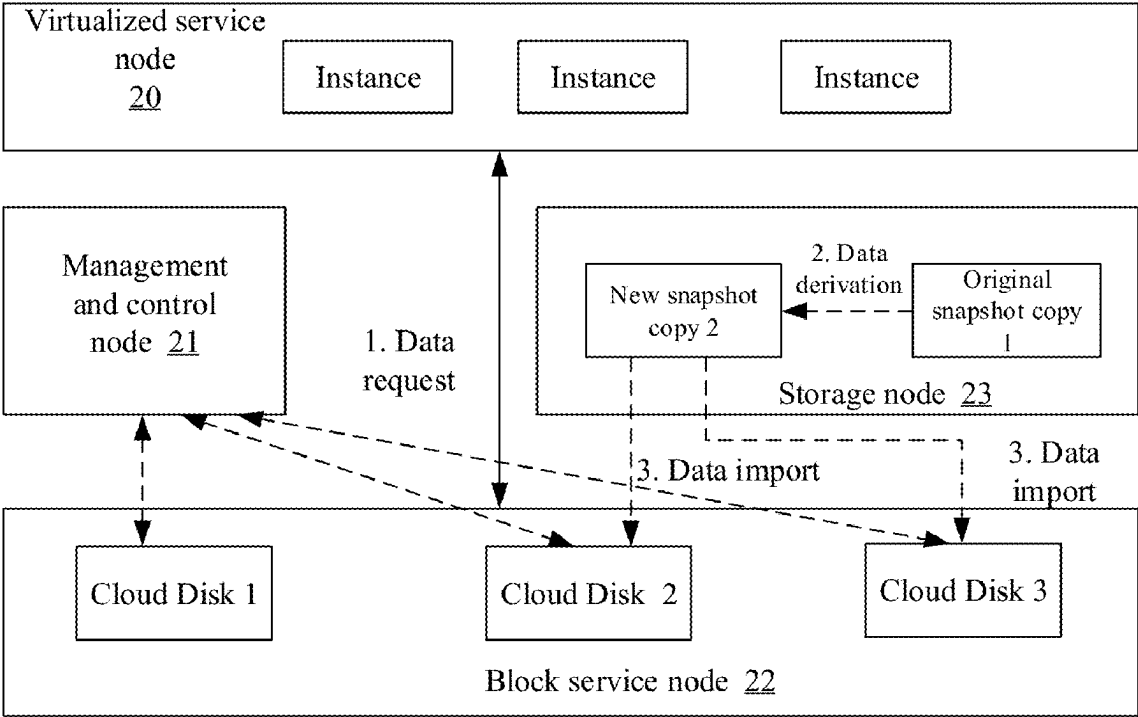 Virtualized service
node
20
Instance
Instance
Instance
Management
and control
node 21
1. Data
request
New snapshot
copy 2
2. Data
derivation
Original
snapshot copy
1
Storage node 23
3. Data import
3. Data
import
Cloud Disk 1
Cloud Disk 2
Cloud Disk 3
Block service node 22